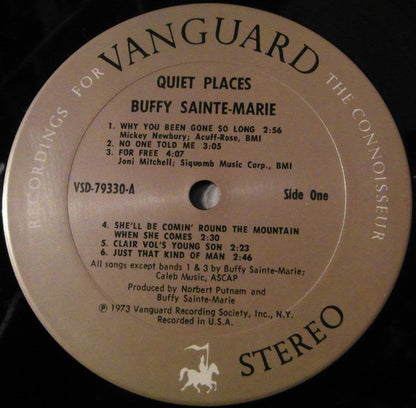 RECORDINGS FOR VANGUARD THE CONNOISSEUR
QUIET PLACES
BUFFY SAINTE-MARIE
1. WHY YOU BEEN GONE SO LONG 2:56
Mickey Newbury; Acuff-Rose, BMI
2. NO ONE TOLD ME 3:05
3. FOR FREE 4:07
Joni Mitchell; Siquomb Music Corp., BMI
VSD-79330-A
Side One
4. SHE'LL BE COMIN' ROUND THE MOUNTAIN
WHEN SHE COMES 2:30
5. CLAIR VOL'S YOUNG SON 2:23
6. JUST THAT KIND OF MAN 2:46
All songs except bands 1 & 3 by Buffy Sainte-Marie;
Caleb Music, ASCAP
Produced by Norbert Putnam and
Buffy Sainte-Marie
℗ 1973 Vanguard Recording Society, Inc., N.Y.
Recorded in U.S.A.
STEREO